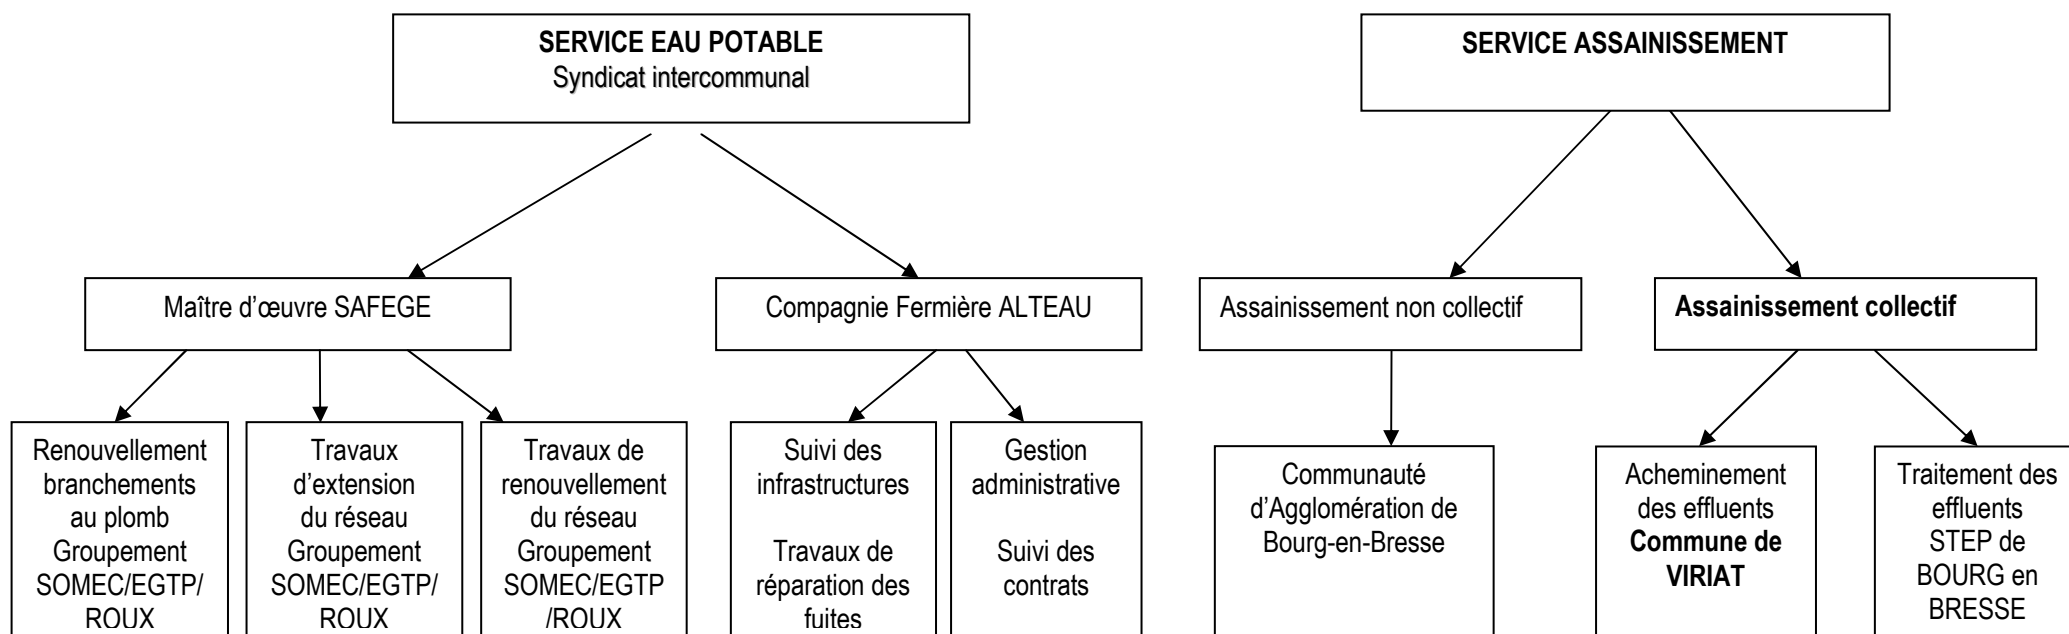 SERVICE EAU POTABLE
Syndicat intercommunal
SERVICE ASSAINISSEMENT
Maître d'œuvre SAFEGE
Compagnie Fermière ALTEAU
Assainissement non collectif
Assainissement collectif
Renouvellement
branchements
au plomb
Groupement
SOMEC/EGTP/
ROUX
Travaux
d'extension
du réseau
Groupement
SOMEC/EGTP/
ROUX
Travaux de
renouvellement
du réseau
Groupement
SOMEC/EGTP
/ROUX
Suivi des
infrastructures
Travaux de
réparation des
fuites
Gestion
administrative
Suivi des
contrats
Communauté
d'Agglomération de
Bourg-en-Bresse
Acheminement
des effluents
Commune de
VIRIAT
Traitement des
effluents
STEP de
BOURG en
BRESSE